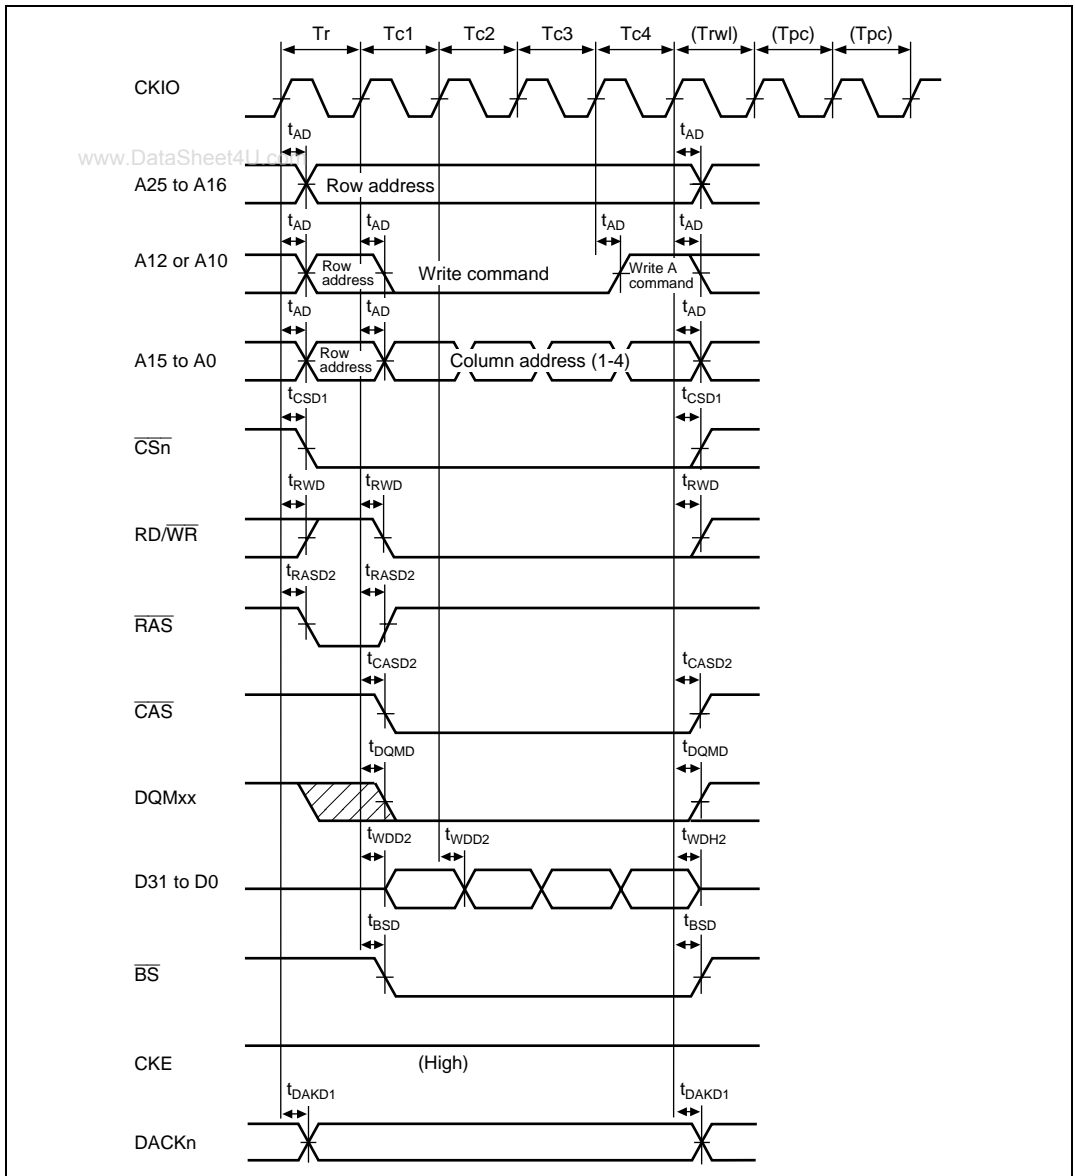 Tr Tc1 Tc2 Tc3 Tc4 (Trwl) (Tpc) (Tpc)
CKIO
tAD tAD
www.DataSheet4U.com
A25 to A16 Row address
tAD tAD tAD tAD
A12 or A10 Row address Write command Write A command
tAD tAD tAD
A15 to A0 Row address Column address (1-4)
tCSD1 tCSD1
CSn
tRWD tRWD tRWD
RD/WR
tRASD2 tRASD2
RAS
tCASD2 tCASD2
CAS
tDQMD tDQMD
DQMxx
tWDD2 tWDD2 tWDH2
D31 to D0
tBSD tBSD
BS
CKE (High)
tDAKD1 tDAKD1
DACKn